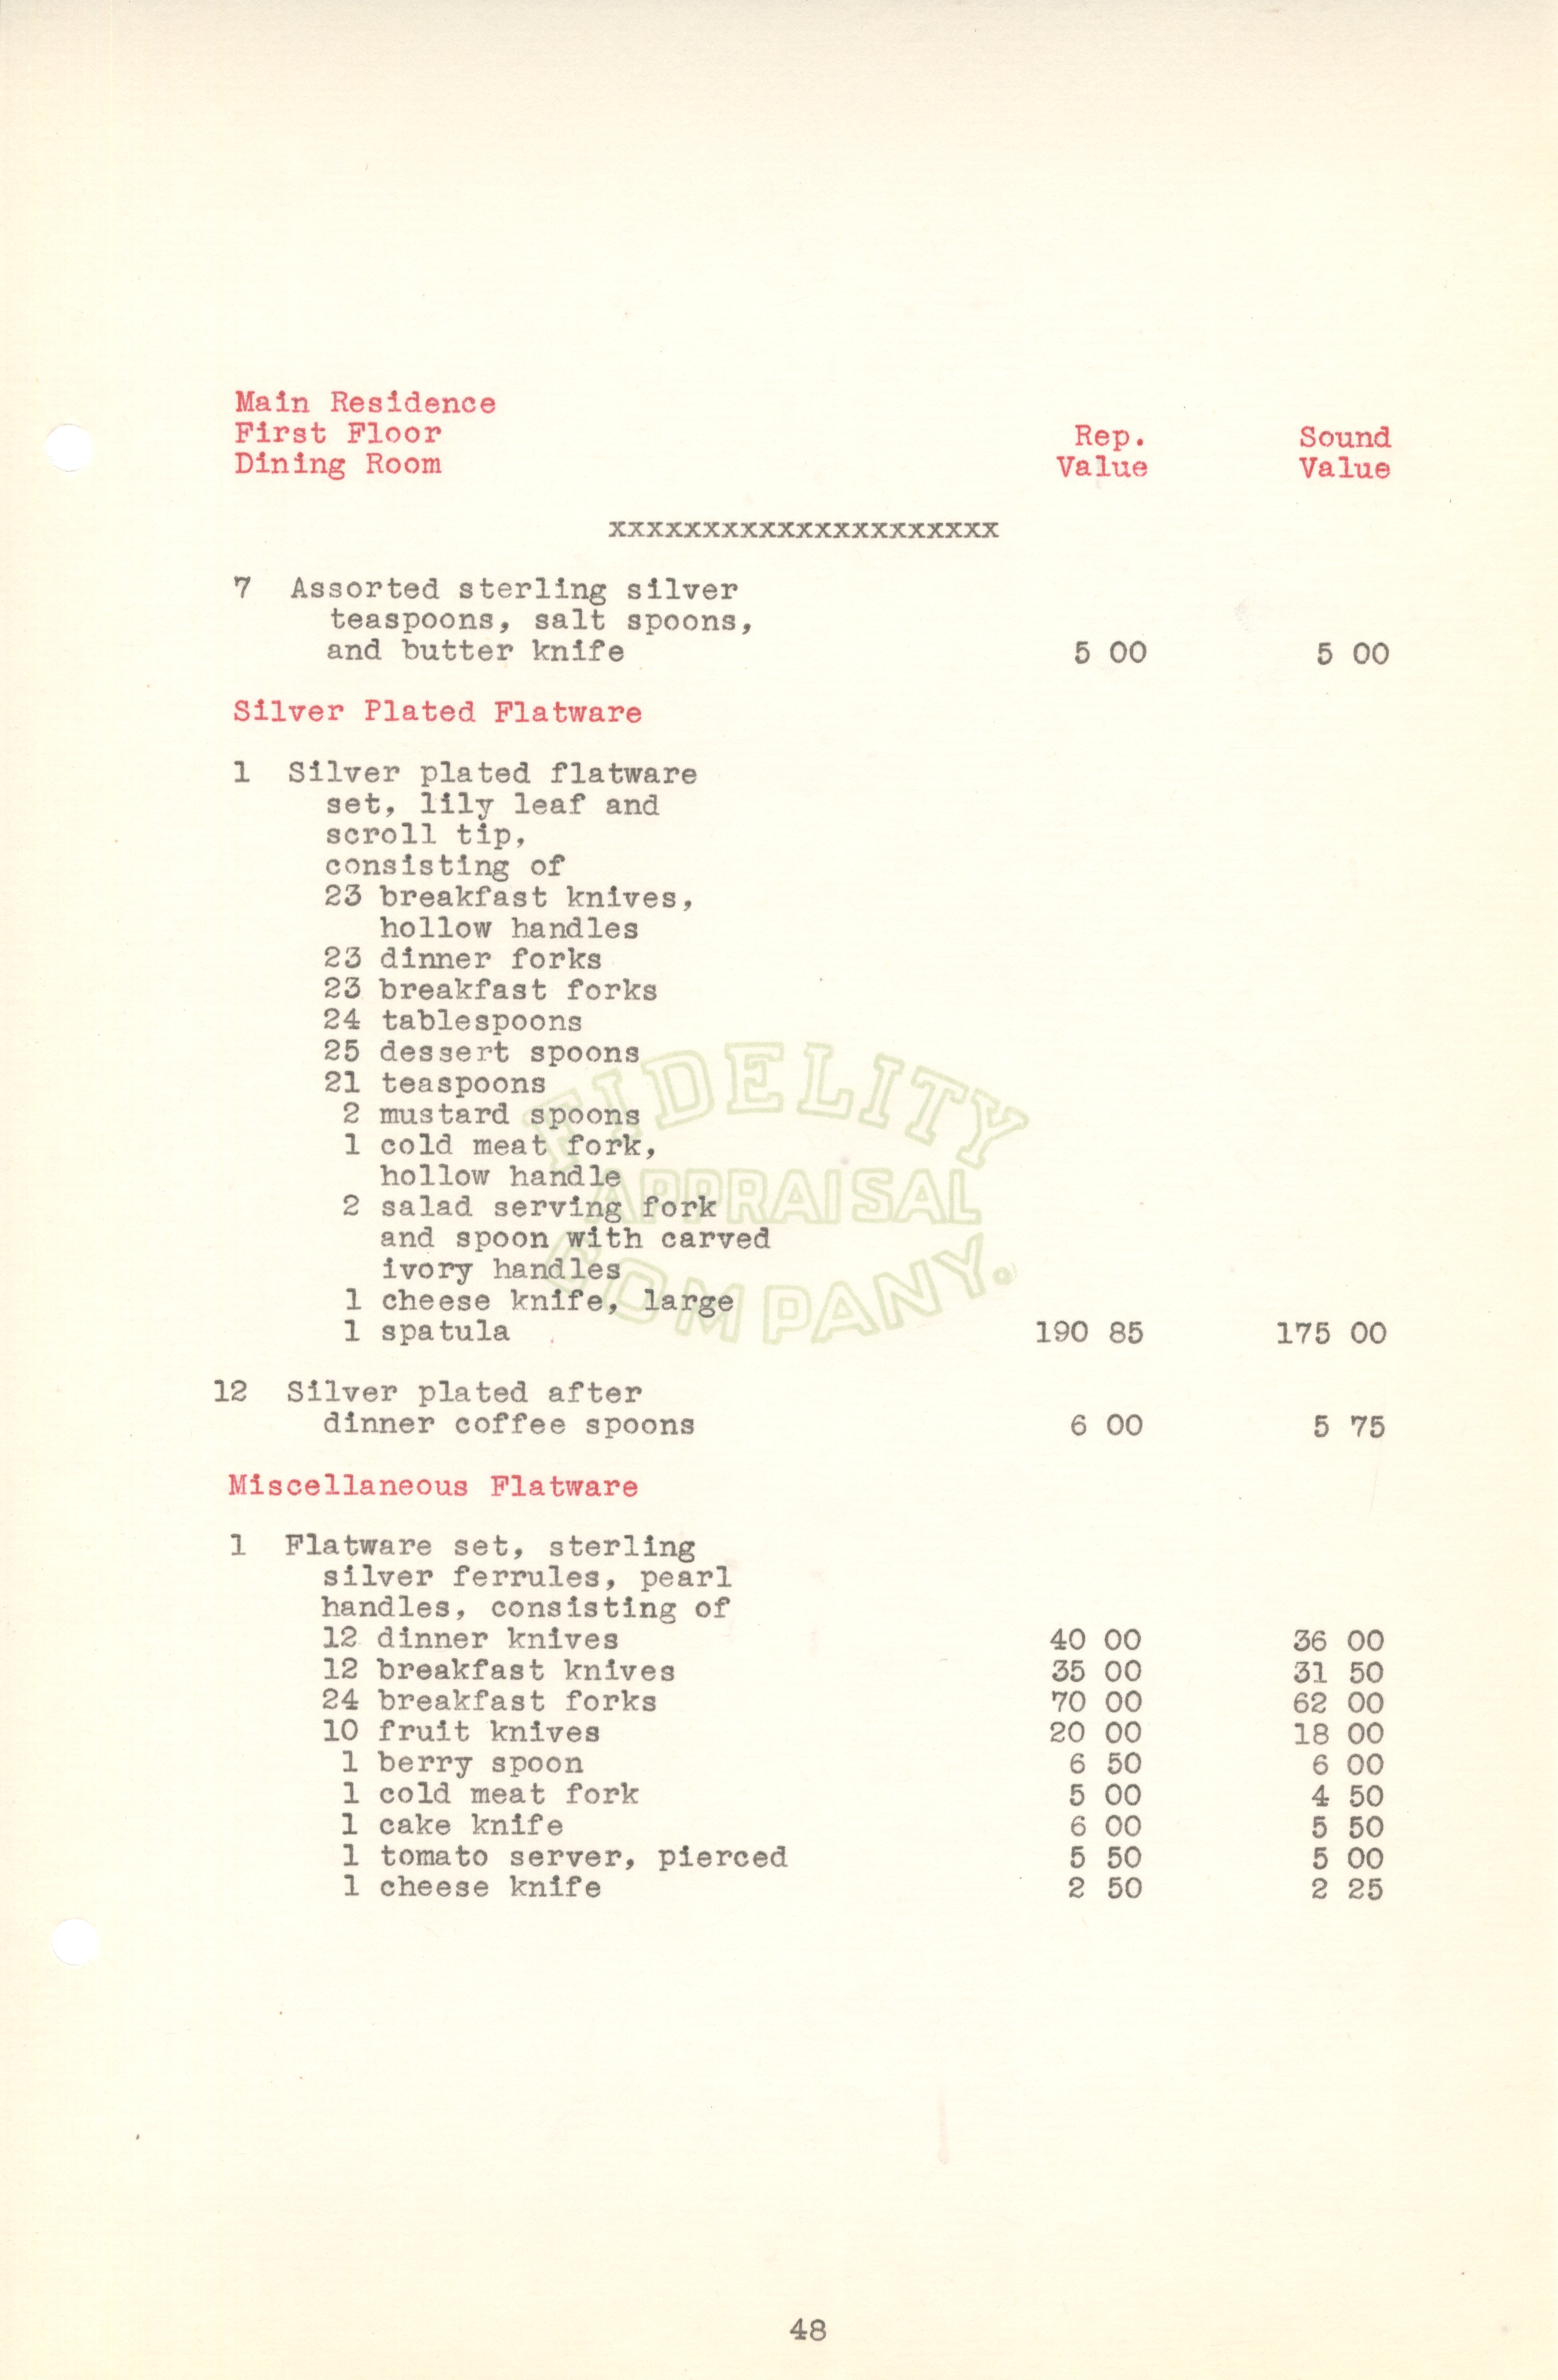 Main Residence
First Floor Rep. Sound
Dining Room Value Value
xxxxxxxxxxxxxxxxxxxxx
7 Assorted sterling silver
teaspoons, salt spoons,
and butter knife 5 00 5 00
Silver Plated Flatware
1 Silver plated flatware
set, lily leaf and
scroll tip,
consisting of
23 breakfast knives,
hollow handles
23 dinner forks
23 breakfast forks
24 tablespoons
25 dessert spoons
21 teaspoons
2 mustard spoons
1 cold meat fork,
hollow handle
2 salad serving fork
and spoon with carved
ivory handles
1 cheese knife, large
1 spatula 190 85 175 00
12 Silver plated after
dinner coffee spoons 6 00 5 75
Miscellaneous Flatware
1 Flatware set, sterling
silver ferrules, pearl
handles, consisting of
12 dinner knives 40 00 36 00
12 breakfast knives 35 00 31 50
24 breakfast forks 70 00 62 00
10 fruit knives 20 00 18 00
1 berry spoon 6 50 6 00
1 cold meat fork 5 00 4 50
1 cake knife 6 00 5 50
1 tomato server, pierced 5 50 5 00
1 cheese knife 2 50 2 25
FIDELITY
APPRAISAL
COMPANY.
48